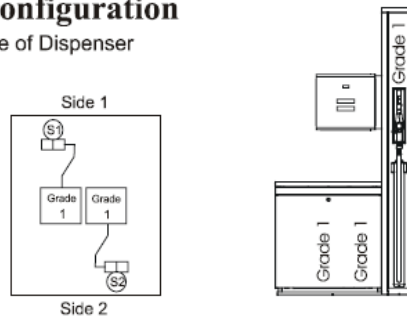 onfiguration
e of Dispenser
Side 1
S1
Grade
1
Grade
1
S2
Side 2
Grade 1
Grade 1
Grade 1